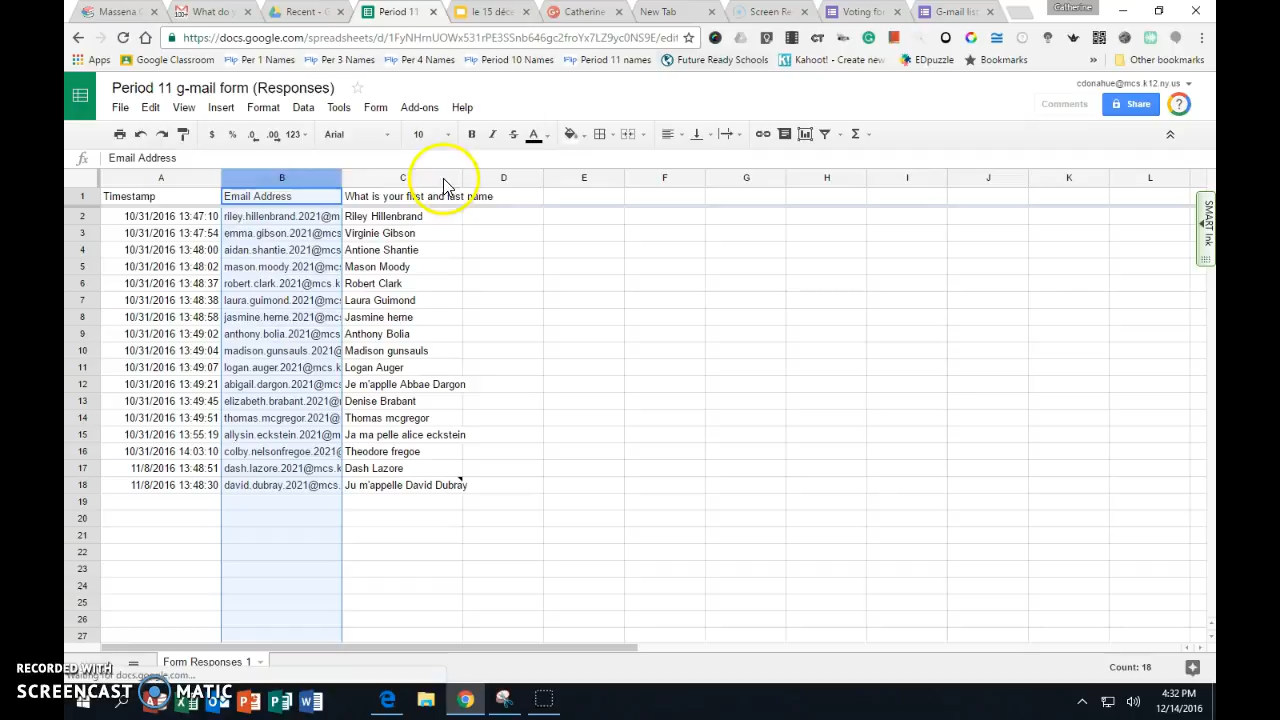 Massena C
What do y
Recent - G
Period 11
le 15 déc
Catherine
New Tab
Screen Re
Voting for
G-mail list
Catherine
https://docs.google.com/spreadsheets/d/1FyNHrnUOWx531rPE3SSnb646gc2froYx7LZ9yc0NS9E/edit
Apps Google Classroom Per 1 Names Per 3 Names Per 4 Names Period 10 Names Period 11 names Future Ready Schools Kahoot! - Create new EDpuzzle Bookmarks Other bookmarks
Period 11 g-mail form (Responses)
cdonahue@mcs.k12.ny.us
File Edit View Insert Format Data Tools Form Add-ons Help
Comments Share
$ % .0 .00 123 Arial 10 B I S A
fx Email Address
A B C D E F G H I J K L
1 Timestamp Email Address What is your first and last name
2 10/31/2016 13:47:10 riley.hillenbrand.2021@m Riley Hillenbrand
3 10/31/2016 13:47:54 emma.gibson.2021@mcs Virginie Gibson
4 10/31/2016 13:48:00 aidan.shantie.2021@mcs Antione Shantie
5 10/31/2016 13:48:02 mason.moody.2021@mcs Mason Moody
6 10/31/2016 13:48:37 robert.clark.2021@mcs.k Robert Clark
7 10/31/2016 13:48:38 laura.guimond.2021@mc Laura Guimond
8 10/31/2016 13:48:58 jasmine.herne.2021@mc Jasmine herne
9 10/31/2016 13:49:02 anthony.bolia.2021@mcs Anthony Bolia
10 10/31/2016 13:49:04 madison.gunsauls.2021@ Madison gunsauls
11 10/31/2016 13:49:07 logan.auger.2021@mcs.k Logan Auger
12 10/31/2016 13:49:21 abigail.dargon.2021@mc Je m'applle Abbae Dargon
13 10/31/2016 13:49:45 elizabeth.brabant.2021@ Denise Brabant
14 10/31/2016 13:49:51 thomas.mcgregor.2021@ Thomas mcgregor
15 10/31/2016 13:55:19 allysin.eckstein.2021@m Ja ma pelle alice eckstein
16 10/31/2016 14:03:10 colby.nelsonfregoe.2021@ Theodore fregoe
17 11/8/2016 13:48:51 dash.lazore.2021@mcs.k Dash Lazore
18 11/8/2016 13:48:30 david.dubray.2021@mcs. Ju m'appelle David Dubray
19
20
21
22
23
24
25
26
27
SMART Ink
Form Responses 1
Count: 18
Waiting for docs.google.com...
RECORDED WITH
SCREENCAST MATIC
4:32 PM
12/14/2016